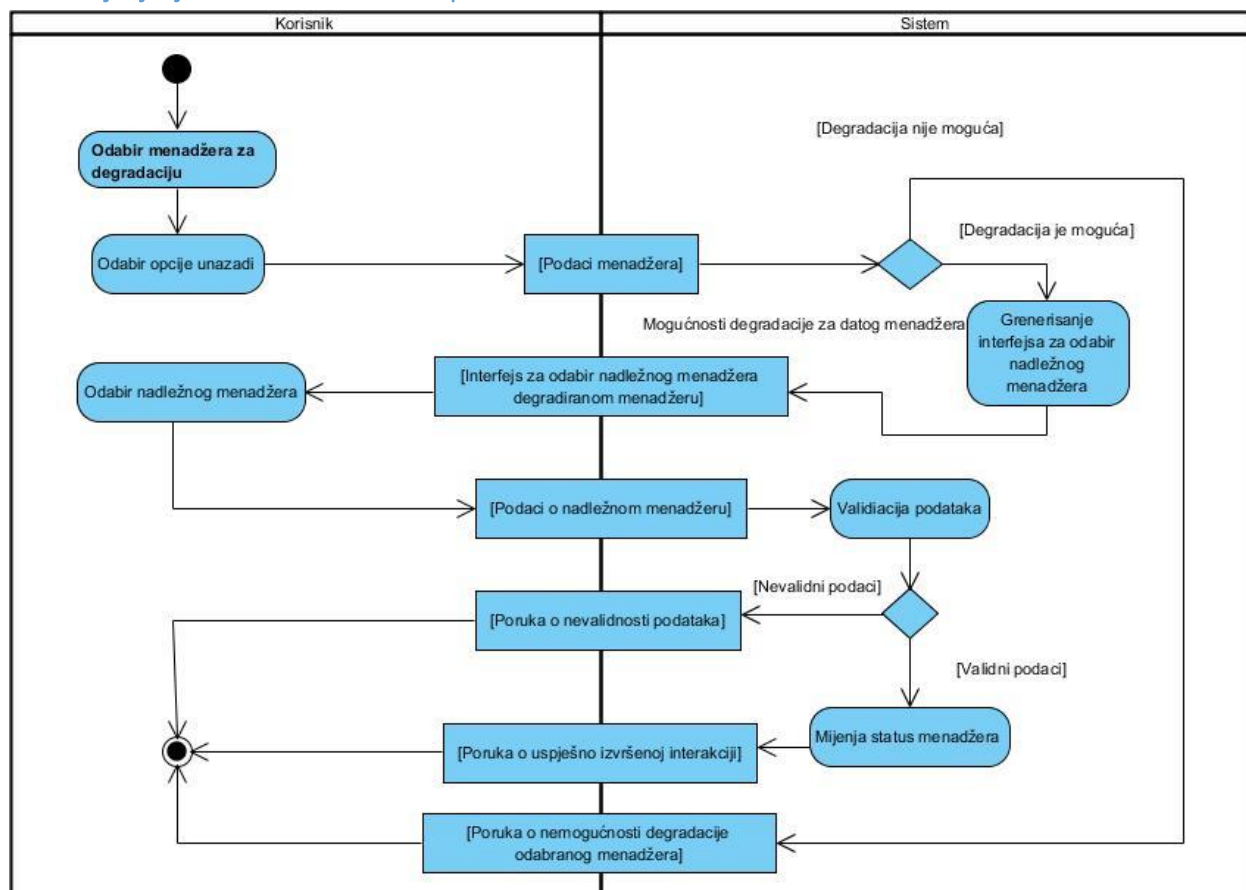 Korisnik
Sistem
[Degradacija nije moguća]
Odabir menadžera za
degradaciju
[Degradacija je moguća]
Odabir opcije unazadi
[Podaci menadžera]
Mogućnosti degradacije za datog menadžera
Grenerisanje
interfejsa za odabir
nadležnog
menadžera
Odabir nadležnog menadžera
[Interfejs za odabir nadležnog menadžera
degradiranom menadžeru]
[Podaci o nadležnom menadžeru]
Validiacija podataka
[Nevalidni podaci]
[Poruka o nevalidnosti podataka]
[Validni podaci]
Mijenja status menadžera
[Poruka o uspješno izvršenoj interakciji]
[Poruka o nemogućnosti degradacije
odabranog menadžera]